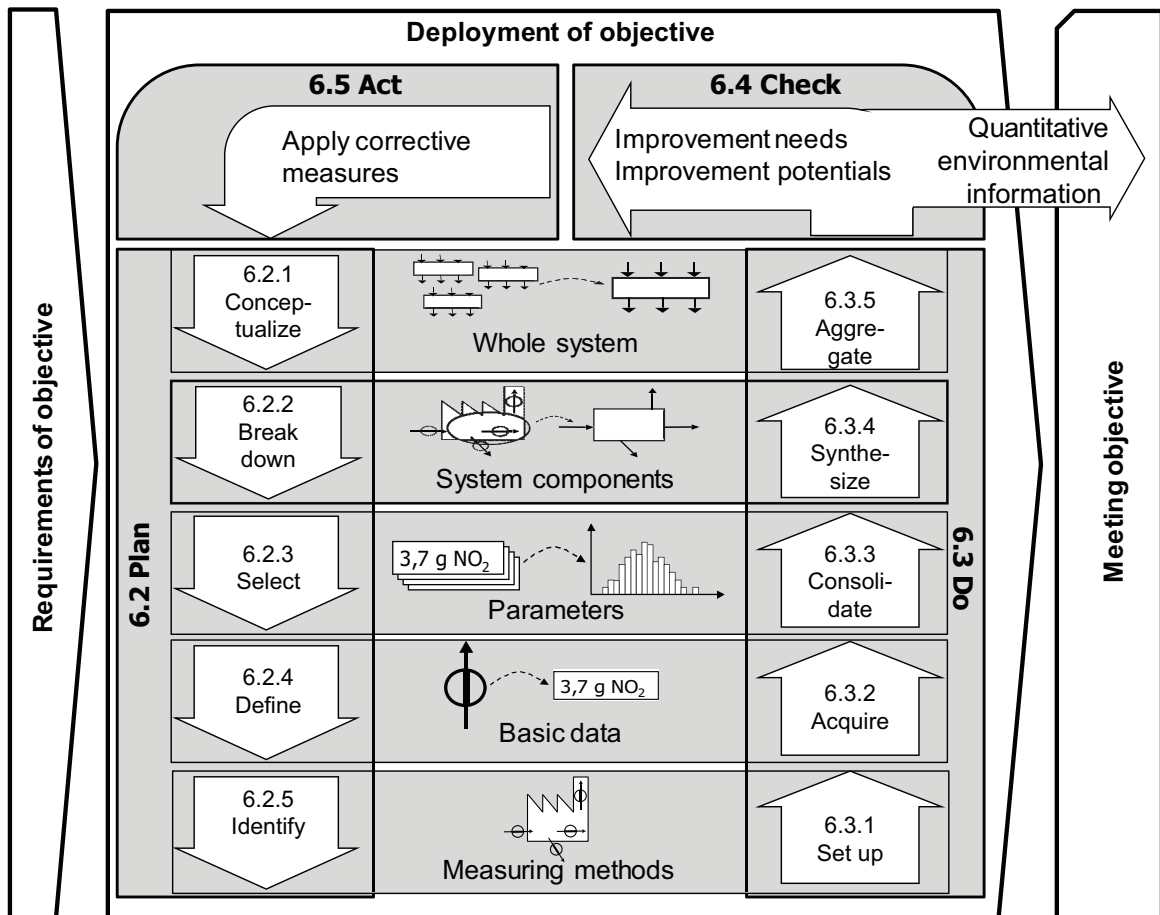 Requirements of objective
Deployment of objective
6.5 Act
Apply corrective
measures
6.4 Check
Improvement needs
Improvement potentials
Quantitative
environmental
information
6.2 Plan
6.2.1
Concep-
tualize
Whole system
6.3.5
Aggre-
gate
6.2.2
Break
down
System components
6.3.4
Synthe-
size
6.2.3
Select
3,7 g NO₂
Parameters
6.3.3
Consoli-
date
6.2.4
Define
3,7 g NO₂
Basic data
6.3.2
Acquire
6.2.5
Identify
Measuring methods
6.3.1
Set up
6.3 Do
Meeting objective